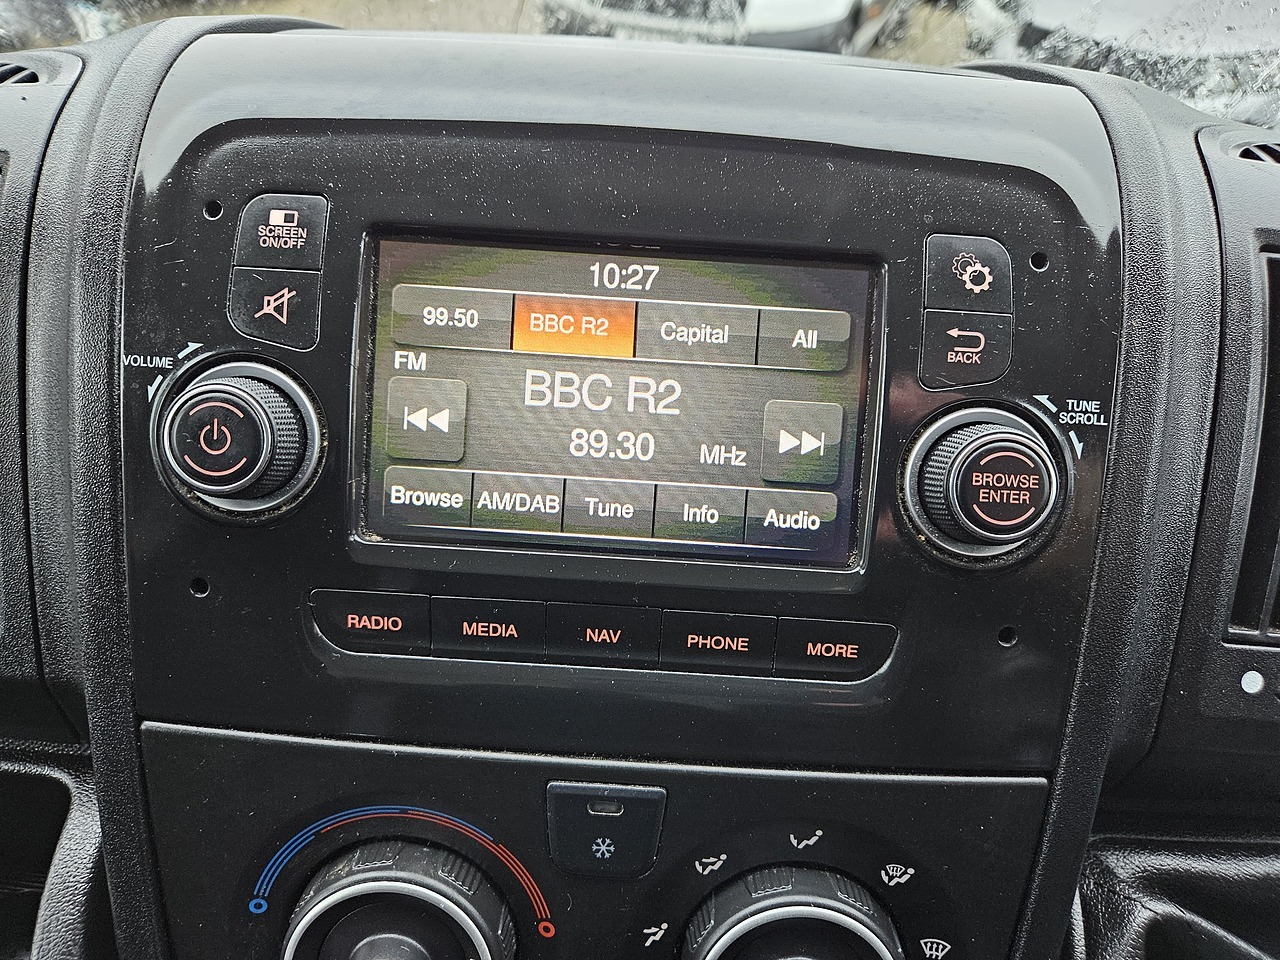 SCREEN
ON/OFF
VOLUME
10:27
99.50 BBC R2 Capital All
FM
BBC R2
89.30 MHz
Browse AM/DAB Tune Info Audio
BACK
TUNE
SCROLL
BROWSE
ENTER
RADIO MEDIA NAV PHONE MORE